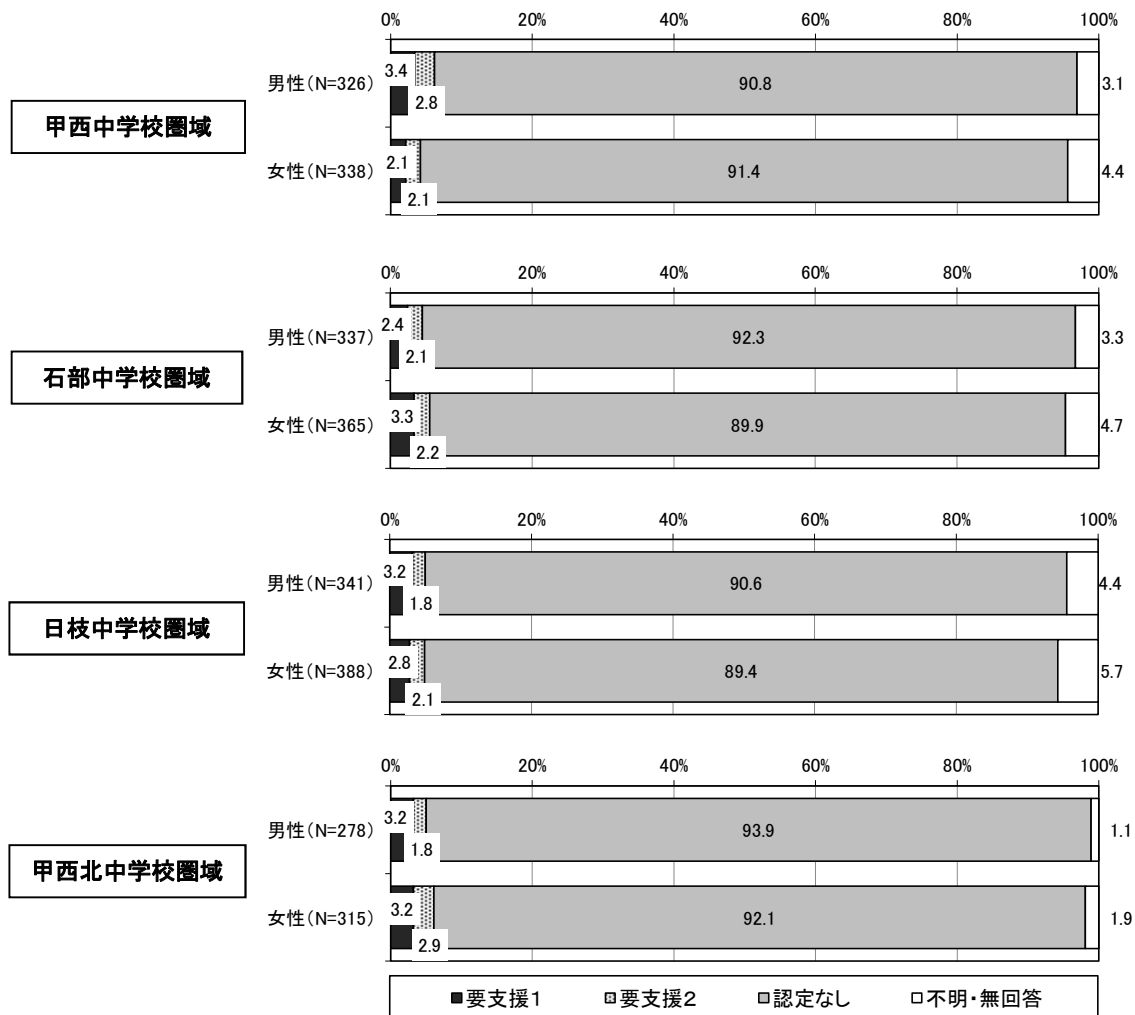 0% 20% 40% 60% 80% 100%
男性(N=326) 3.4 2.8 90.8 3.1
甲西中学校圏域
女性(N=338) 2.1 2.1 91.4 4.4
0% 20% 40% 60% 80% 100%
男性(N=337) 2.4 2.1 92.3 3.3
石部中学校圏域
女性(N=365) 3.3 2.2 89.9 4.7
0% 20% 40% 60% 80% 100%
男性(N=341) 3.2 1.8 90.6 4.4
日枝中学校圏域
女性(N=388) 2.8 2.1 89.4 5.7
0% 20% 40% 60% 80% 100%
男性(N=278) 3.2 1.8 93.9 1.1
甲西北中学校圏域
女性(N=315) 3.2 2.9 92.1 1.9
要支援1 要支援2 認定なし 不明・無回答